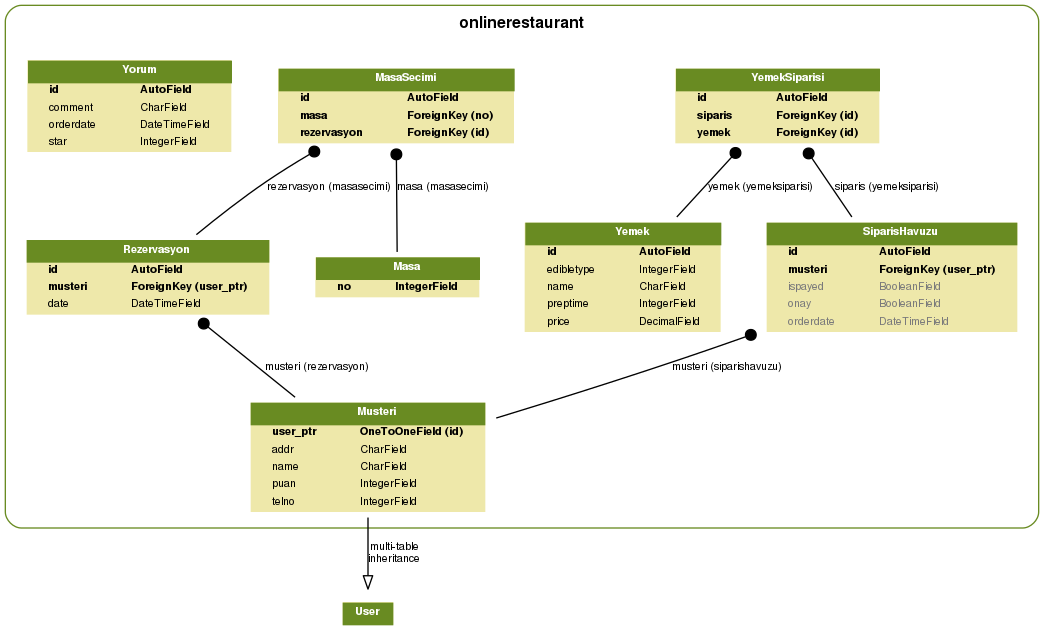 onlinerestaurant
Yorum
id AutoField
comment CharField
orderdate DateTimeField
star IntegerField
MasaSecimi
id AutoField
masa ForeignKey (no)
rezervasyon ForeignKey (id)
YemekSiparisi
id AutoField
siparis ForeignKey (id)
yemek ForeignKey (id)
rezervasyon (masasecimi)
masa (masasecimi)
yemek (yemeksiparisi)
siparis (yemeksiparisi)
Rezervasyon
id AutoField
musteri ForeignKey (user_ptr)
date DateTimeField
Masa
no IntegerField
Yemek
id AutoField
edibletype IntegerField
name CharField
preptime IntegerField
price DecimalField
SiparisHavuzu
id AutoField
musteri ForeignKey (user_ptr)
ispayed BooleanField
onay BooleanField
orderdate DateTimeField
musteri (rezervasyon)
musteri (siparishavuzu)
Musteri
user_ptr OneToOneField (id)
addr CharField
name CharField
puan IntegerField
telno IntegerField
multi-table
inheritance
User